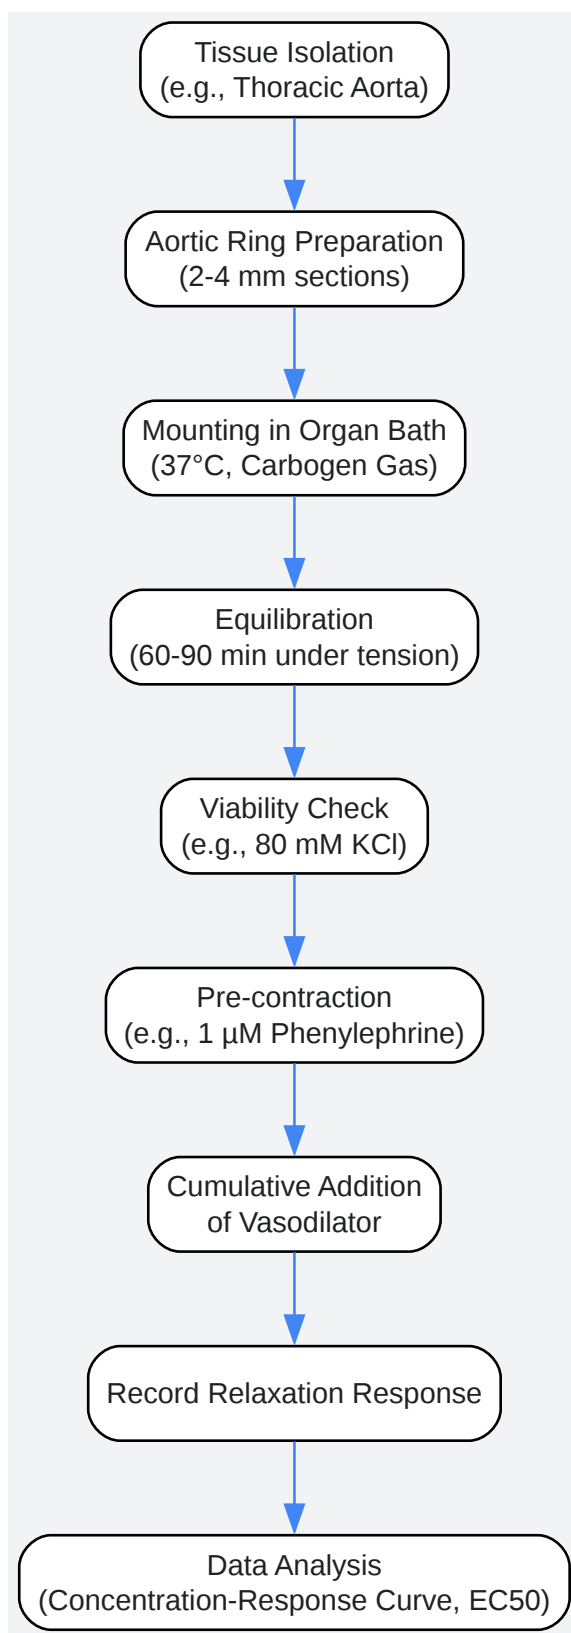 Tissue Isolation
(e.g., Thoracic Aorta)
Aortic Ring Preparation
(2-4 mm sections)
Mounting in Organ Bath
(37°C, Carbogen Gas)
Equilibration
(60-90 min under tension)
Viability Check
(e.g., 80 mM KCl)
Pre-contraction
(e.g., 1 µM Phenylephrine)
Cumulative Addition
of Vasodilator
Record Relaxation Response
Data Analysis
(Concentration-Response Curve, EC50)